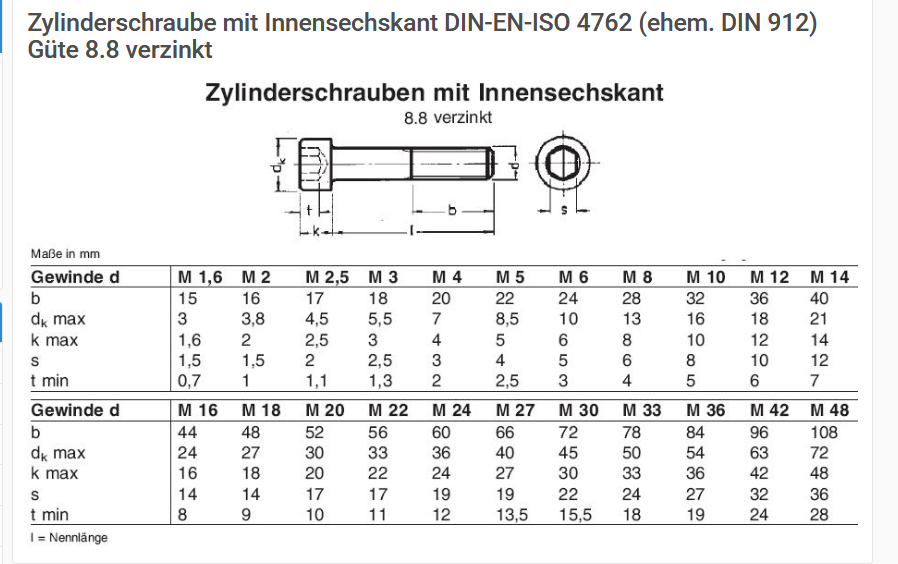 Zylinderschraube mit Innensechskant DIN-EN-ISO 4762 (ehem. DIN 912)
Güte 8.8 verzinkt
Zylinderschrauben mit Innensechskant
8.8 verzinkt
dk
d
t
b
s
k
l
Maße in mm
Gewinde d M 1,6 M 2 M 2,5 M 3 M 4 M 5 M 6 M 8 M 10 M 12 M 14
b 15 16 17 18 20 22 24 28 32 36 40
dk max 3 3,8 4,5 5,5 7 8,5 10 13 16 18 21
k max 1,6 2 2,5 3 4 5 6 8 10 12 14
s 1,5 1,5 2 2,5 3 4 5 6 8 10 12
t min 0,7 1 1,1 1,3 2 2,5 3 4 5 6 7
Gewinde d M 16 M 18 M 20 M 22 M 24 M 27 M 30 M 33 M 36 M 42 M 48
b 44 48 52 56 60 66 72 78 84 96 108
dk max 24 27 30 33 36 40 45 50 54 63 72
k max 16 18 20 22 24 27 30 33 36 42 48
s 14 14 17 17 19 19 22 24 27 32 36
t min 8 9 10 11 12 13,5 15,5 18 19 24 28
l = Nennlänge